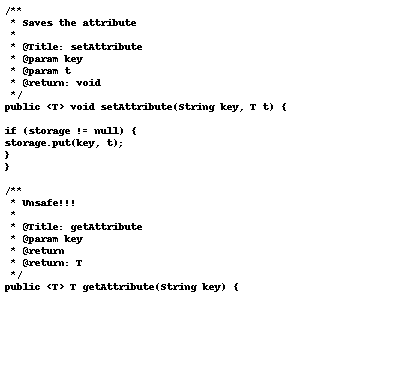 /**
 * Saves the attribute
 *
 * @Title: setAttribute
 * @param key
 * @param t
 * @return: void
 */
public <T> void setAttribute(String key, T t) {

if (storage != null) {
storage.put(key, t);
}
}

/**
 * Unsafe!!!
 *
 * @Title: getAttribute
 * @param key
 * @return
 * @return: T
 */
public <T> T getAttribute(String key) {